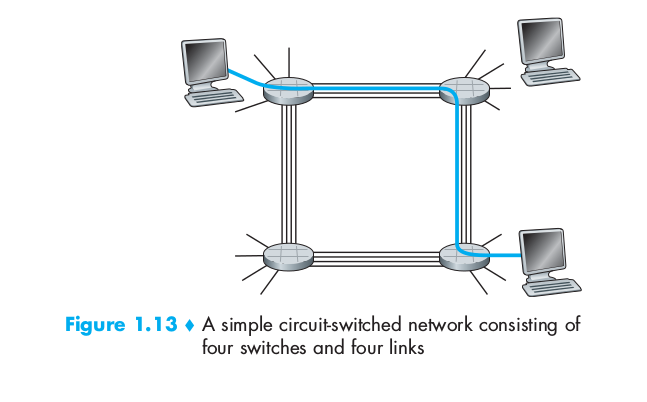 Figure 1.13 ♦ A simple circuit-switched network consisting of
four switches and four links